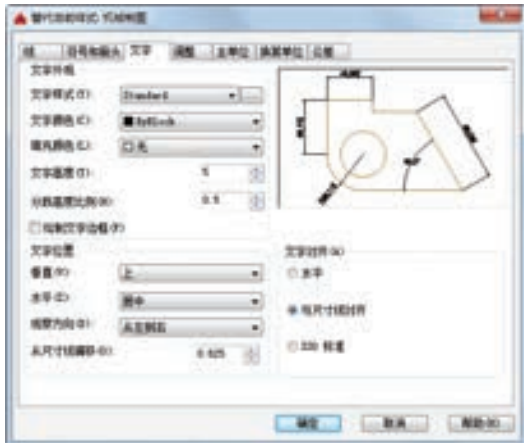 替代当前样式: 机械制图
线 符号和箭头 文字 调整 主单位 换算单位 公差
文字外观
文字样式(Y): Standard
文字颜色(C): ByBlock
填充颜色(L): 无
文字高度(T): 5
分数高度比例(H): 0.5
绘制文字边框(F)
文字位置
垂直(V): 上
水平(Z): 居中
观察方向(D): 从左到右
从尺寸线偏移(O): 0.625
文字对齐(A)
水平
与尺寸线对齐
ISO 标准
确定 取消 帮助(H)